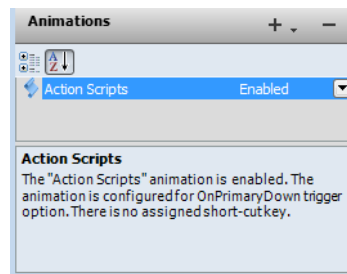 Animations + -
A Z
Action Scripts Enabled
Action Scripts
The "Action Scripts" animation is enabled. The
animation is configured for OnPrimaryDown trigger
option. There is no assigned short-cut key.